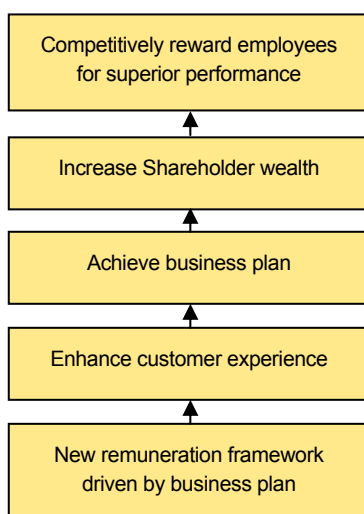 Competitively reward employees
for superior performance
Increase Shareholder wealth
Achieve business plan
Enhance customer experience
New remuneration framework
driven by business plan